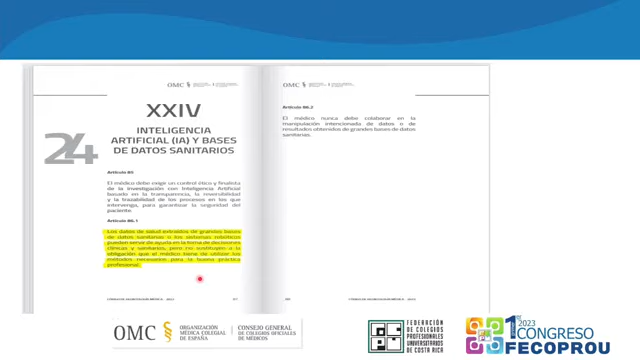 OMC
XXIV
24
INTELIGENCIA
ARTIFICIAL (IA) Y BASES
DE DATOS SANITARIOS
Artículo 85
El médico debe exigir un control ético y finalista
de la investigación con Inteligencia Artificial
basado en la transparencia, la reversibilidad
y la trazabilidad de los procesos en los que
intervenga, para garantizar la seguridad del
paciente.
Artículo 86.1
Los datos de salud extraídos de grandes bases
de datos sanitarias o los sistemas robóticos
pueden servir de ayuda en la toma de decisiones
clínicas y sanitarias, pero no sustituyen a la
obligación que el médico tiene de utilizar los
métodos necesarios para la buena práctica
profesional.
OMC
Artículo 86.2
El médico nunca debe colaborar en la
manipulación intencionada de datos o de
resultados obtenidos de grandes bases de datos
sanitarias.
OMC
ORGANIZACIÓN
MÉDICA COLEGIAL
DE ESPAÑA
CONSEJO GENERAL
DE COLEGIOS OFICIALES
DE MÉDICOS
FEDERACIÓN
DE COLEGIOS
PROFESIONALES
UNIVERSITARIOS
DE COSTA RICA
1
2023
CONGRESO
FECOPROU